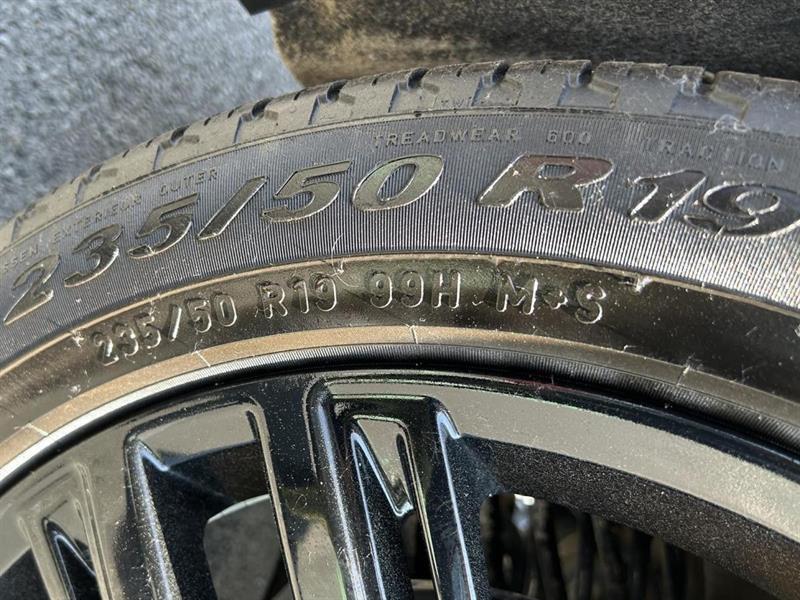 TREADWEAR 600 TRACTION
EXTERIEUR OUTER
235/50 R19
235/50 R19 99H M+S